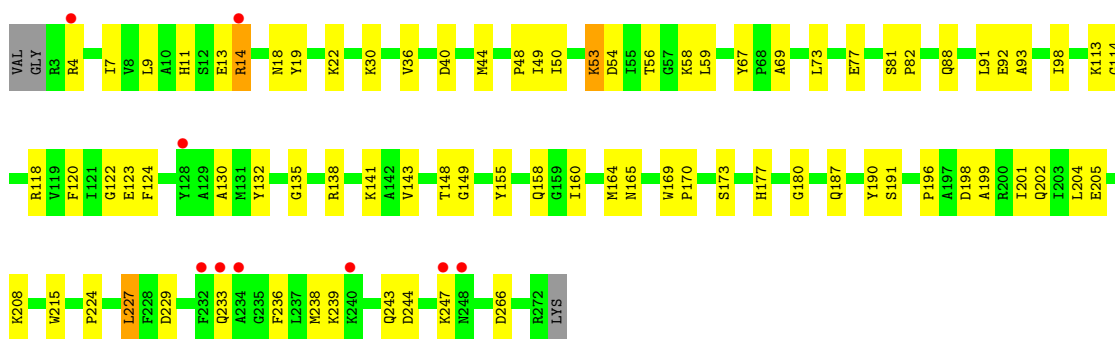 VAL GLY R3 R4 I7 V8 L9 A10 H11 S12 E13 R14 N18 Y19 K22 K30 V36 D40 M44 P48 I49 I50 K53 D54 I55 T56 G57 K58 L59 Y67 P68 A69 L73 E77 S81 P82 Q88 L91 E92 A93 I98 K113
R118 V119 F120 I121 G122 E123 F124 Y128 A129 A130 M131 Y132 G135 R138 K141 A142 V143 T148 G149 Y155 Q158 G159 I160 M164 N165 W169 P170 S173 H177 G180 Q187 Y190 S191 P196 A197 D188 A199 R200 I201 Q202 I203 L204 E205
K208 W215 P224 L227 F228 D229 F232 Q233 A234 G235 F236 L237 M238 K239 K240 Q243 D244 K247 N248 D266 R272 LYS